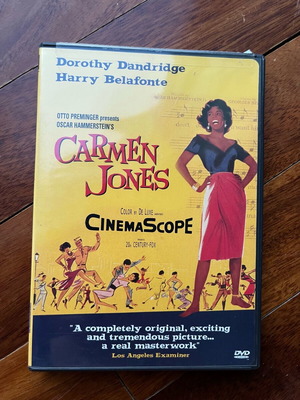 Dorothy Dandridge
Harry Belafonte
OTTO PREMINGER presents
OSCAR HAMMERSTEIN'S
CARMEN
JONES
COLOR BY DE LUXE
CINEMASCOPE
20th CENTURY-FOX
"A completely original, exciting
and tremendous picture...
a real masterwork"
Los Angeles Examiner
DVD